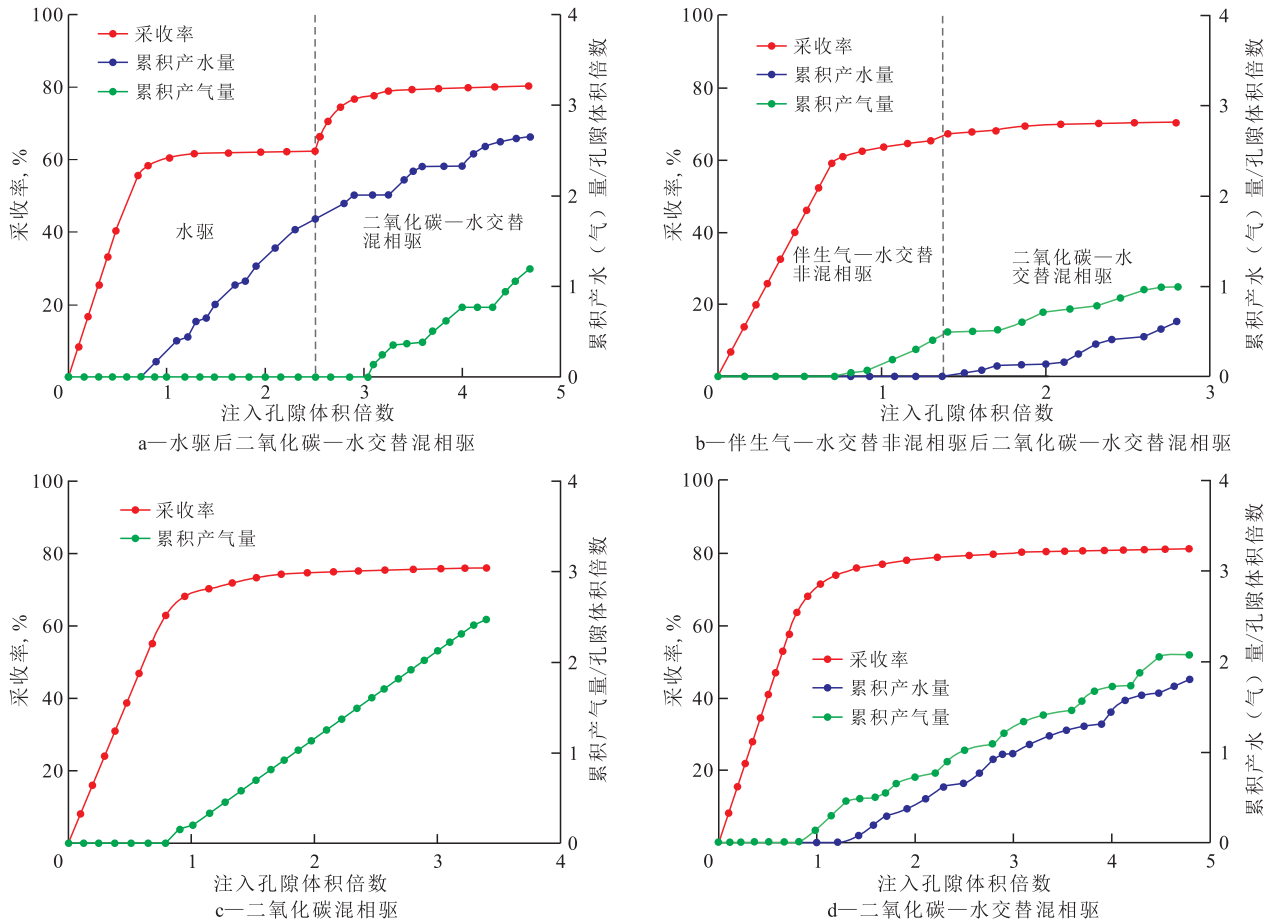 100
80
60
40
20
0
采收率, %
采收率
累积产水量
累积产气量
水驱
二氧化碳—水交替
混相驱
4
3
2
1
0
累积产水（气）量/孔隙体积倍数
1
2
3
4
5
注入孔隙体积倍数
a—水驱后二氧化碳—水交替混相驱
100
80
60
40
20
0
采收率, %
采收率
累积产水量
累积产气量
伴生气—水交替
非混相驱
二氧化碳—水
交替混相驱
4
3
2
1
0
累积产水（气）量/孔隙体积倍数
1
2
3
注入孔隙体积倍数
b—伴生气—水交替非混相驱后二氧化碳—水交替混相驱
100
80
60
40
20
0
采收率, %
采收率
累积产气量
4
3
2
1
0
累积产气量/孔隙体积倍数
1
2
3
4
注入孔隙体积倍数
c—二氧化碳混相驱
100
80
60
40
20
0
采收率, %
采收率
累积产水量
累积产气量
4
3
2
1
0
累积产水（气）量/孔隙体积倍数
1
2
3
4
5
注入孔隙体积倍数
d—二氧化碳—水交替混相驱